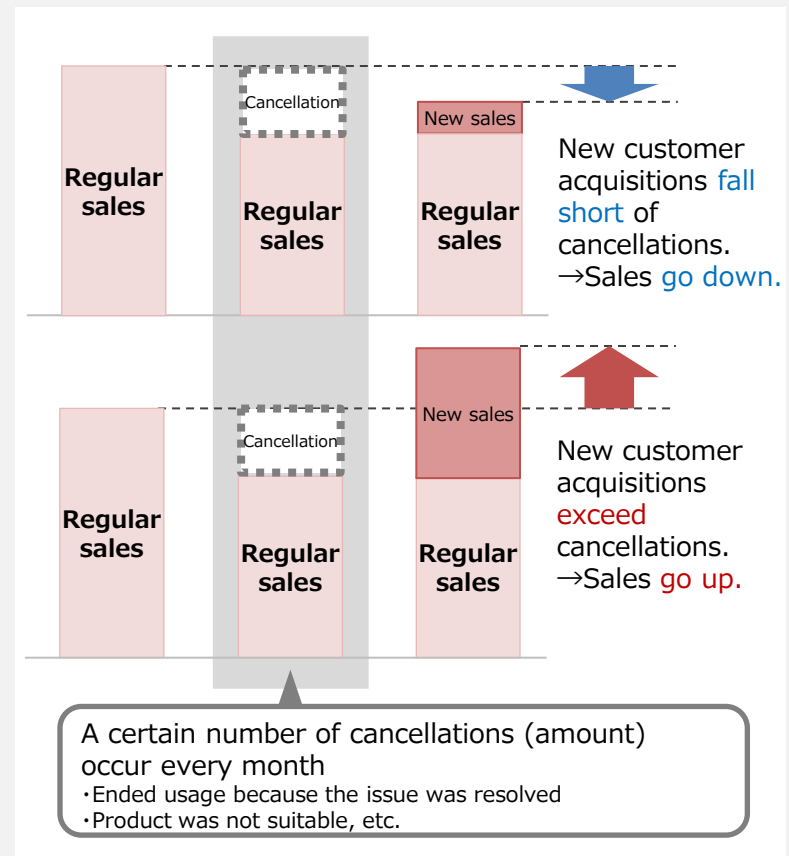 Cancellation
New sales
Regular
sales
Regular
sales
Regular
sales
New customer
acquisitions fall
short of
cancellations.
→Sales go down.
New sales
Cancellation
Regular
sales
Regular
sales
Regular
sales
New customer
acquisitions
exceed
cancellations.
→Sales go up.
A certain number of cancellations (amount)
occur every month
・Ended usage because the issue was resolved
・Product was not suitable, etc.